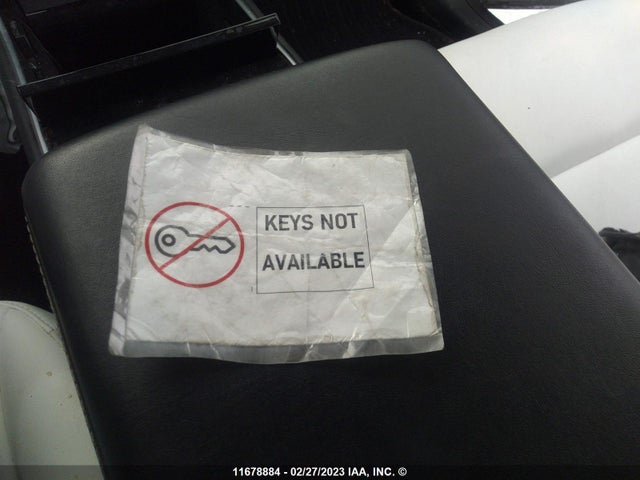 KEYS NOT
AVAILABLE
11678884 - 02/27/2023 IAA, INC. ©